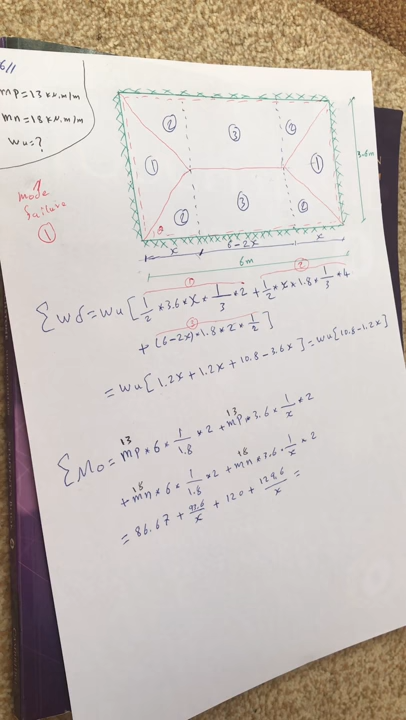 6//
mp=13 kN.m/m
mn=18 kN.m/m
Wu=?
mode
failure
①
② ③ ②
① ①
② ③ ②
θ
3.6m
x 6-2x x
6m
① ②
Σwδ=wu[1/2*3.6*x*1/3*2+1/2*x*1.8*1/3*4
③
+(6-2x)*1.8*2*1/2]
=wu[1.2x+1.2x+10.8-3.6x]=wu[10.8-1.2x]
13 13
ΣMθ=mp*6*1/1.8*2+mp*3.6*1/x*2
18 18
+mn*6*1/1.8*2+mn*3.6*1/x*2
=86.67+93.6/x+120+129.6/x=